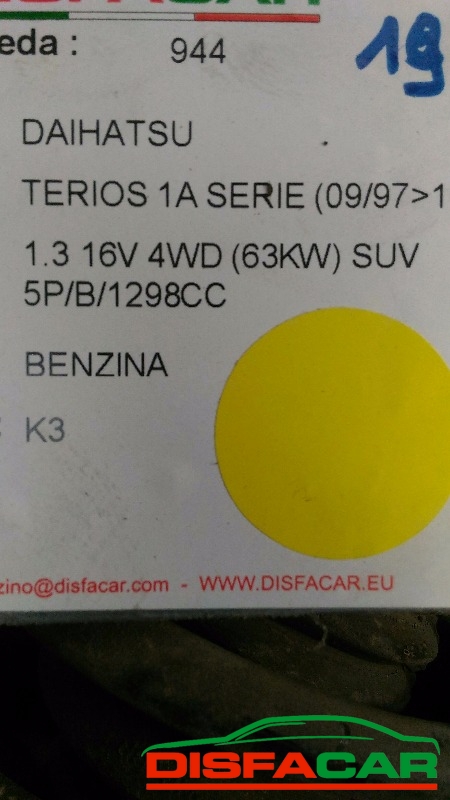 DISFACAR
eda : 944
19
DAIHATSU
TERIOS 1A SERIE (09/97>1
1.3 16V 4WD (63KW) SUV
5P/B/1298CC
BENZINA
K3
zino@disfacar.com - WWW.DISFACAR.EU
DISFACAR